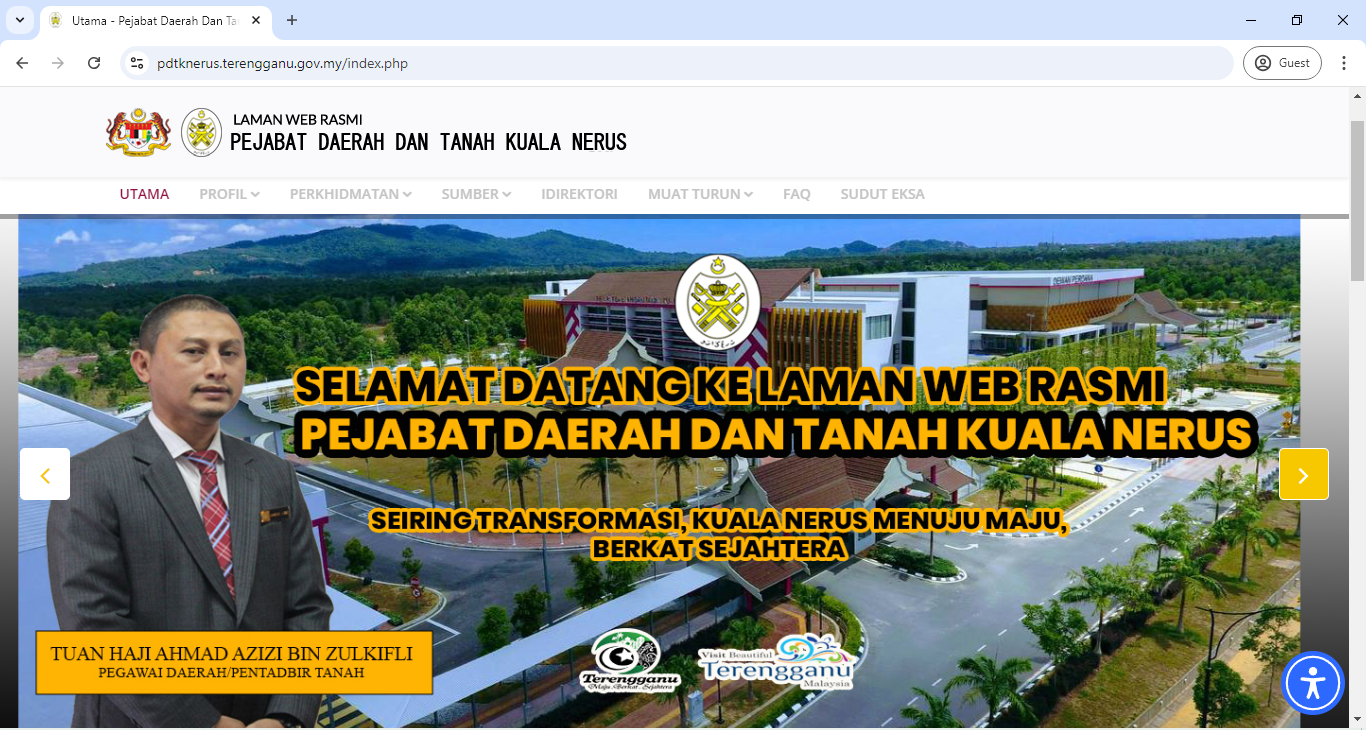 Utama - Pejabat Daerah Dan Ta
pdtknerus.terengganu.gov.my/index.php
Guest
LAMAN WEB RASMI
PEJABAT DAERAH DAN TANAH KUALA NERUS
UTAMA
PROFIL
PERKHIDMATAN
SUMBER
IDIREKTORI
MUAT TURUN
FAQ
SUDUT EKSA
DEWAN PERDANA
SELAMAT DATANG KE LAMAN WEB RASMI
PEJABAT DAERAH DAN TANAH KUALA NERUS
SEIRING TRANSFORMASI, KUALA NERUS MENUJU MAJU,
BERKAT SEJAHTERA
TUAN HAJI AHMAD AZIZI BIN ZULKIFLI
PEGAWAI DAERAH/PENTADBIR TANAH
Terengganu
Maju, Berkat, Sejahtera
Visit Beautiful
Terengganu
Malaysia